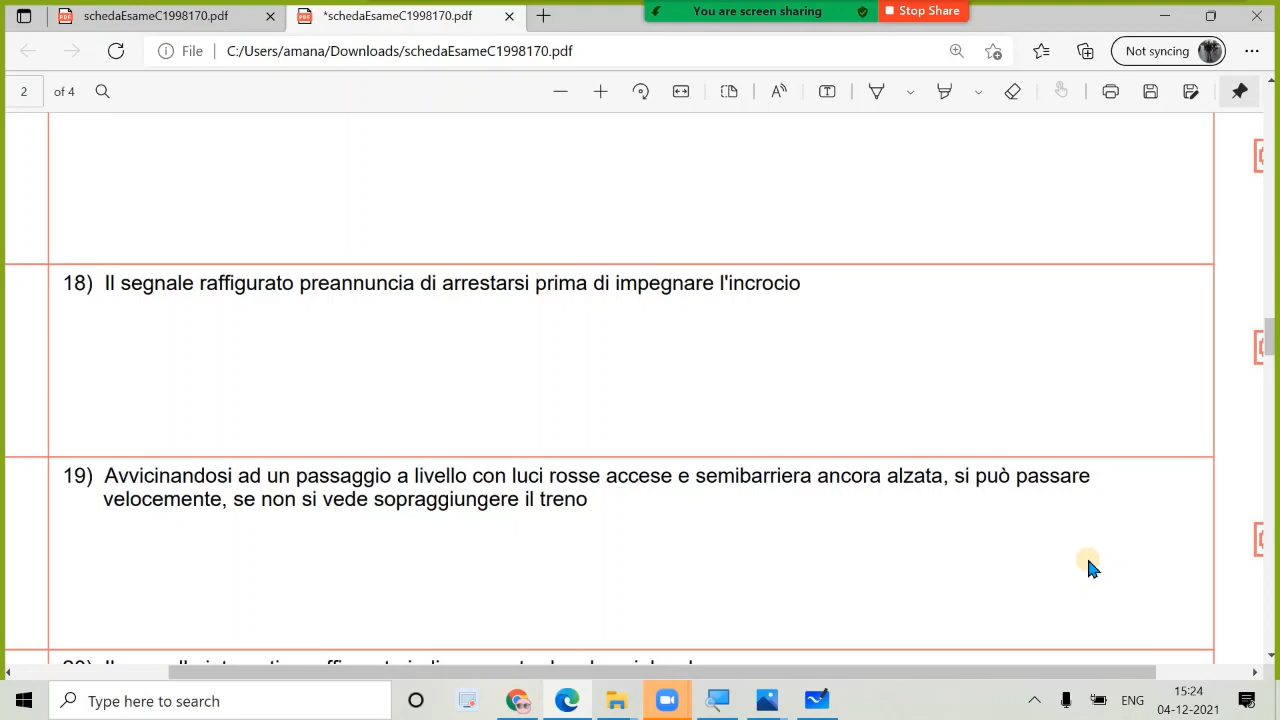 schedaEsameC1998170.pdf
*schedaEsameC1998170.pdf
You are screen sharing
Stop Share
File
C:/Users/amana/Downloads/schedaEsameC1998170.pdf
Not syncing
2 of 4
18) Il segnale raffigurato preannuncia di arrestarsi prima di impegnare l'incrocio
19) Avvicinandosi ad un passaggio a livello con luci rosse accese e semibarriera ancora alzata, si può passare
velocemente, se non si vede sopraggiungere il treno
Type here to search
ENG
15:24
04-12-2021